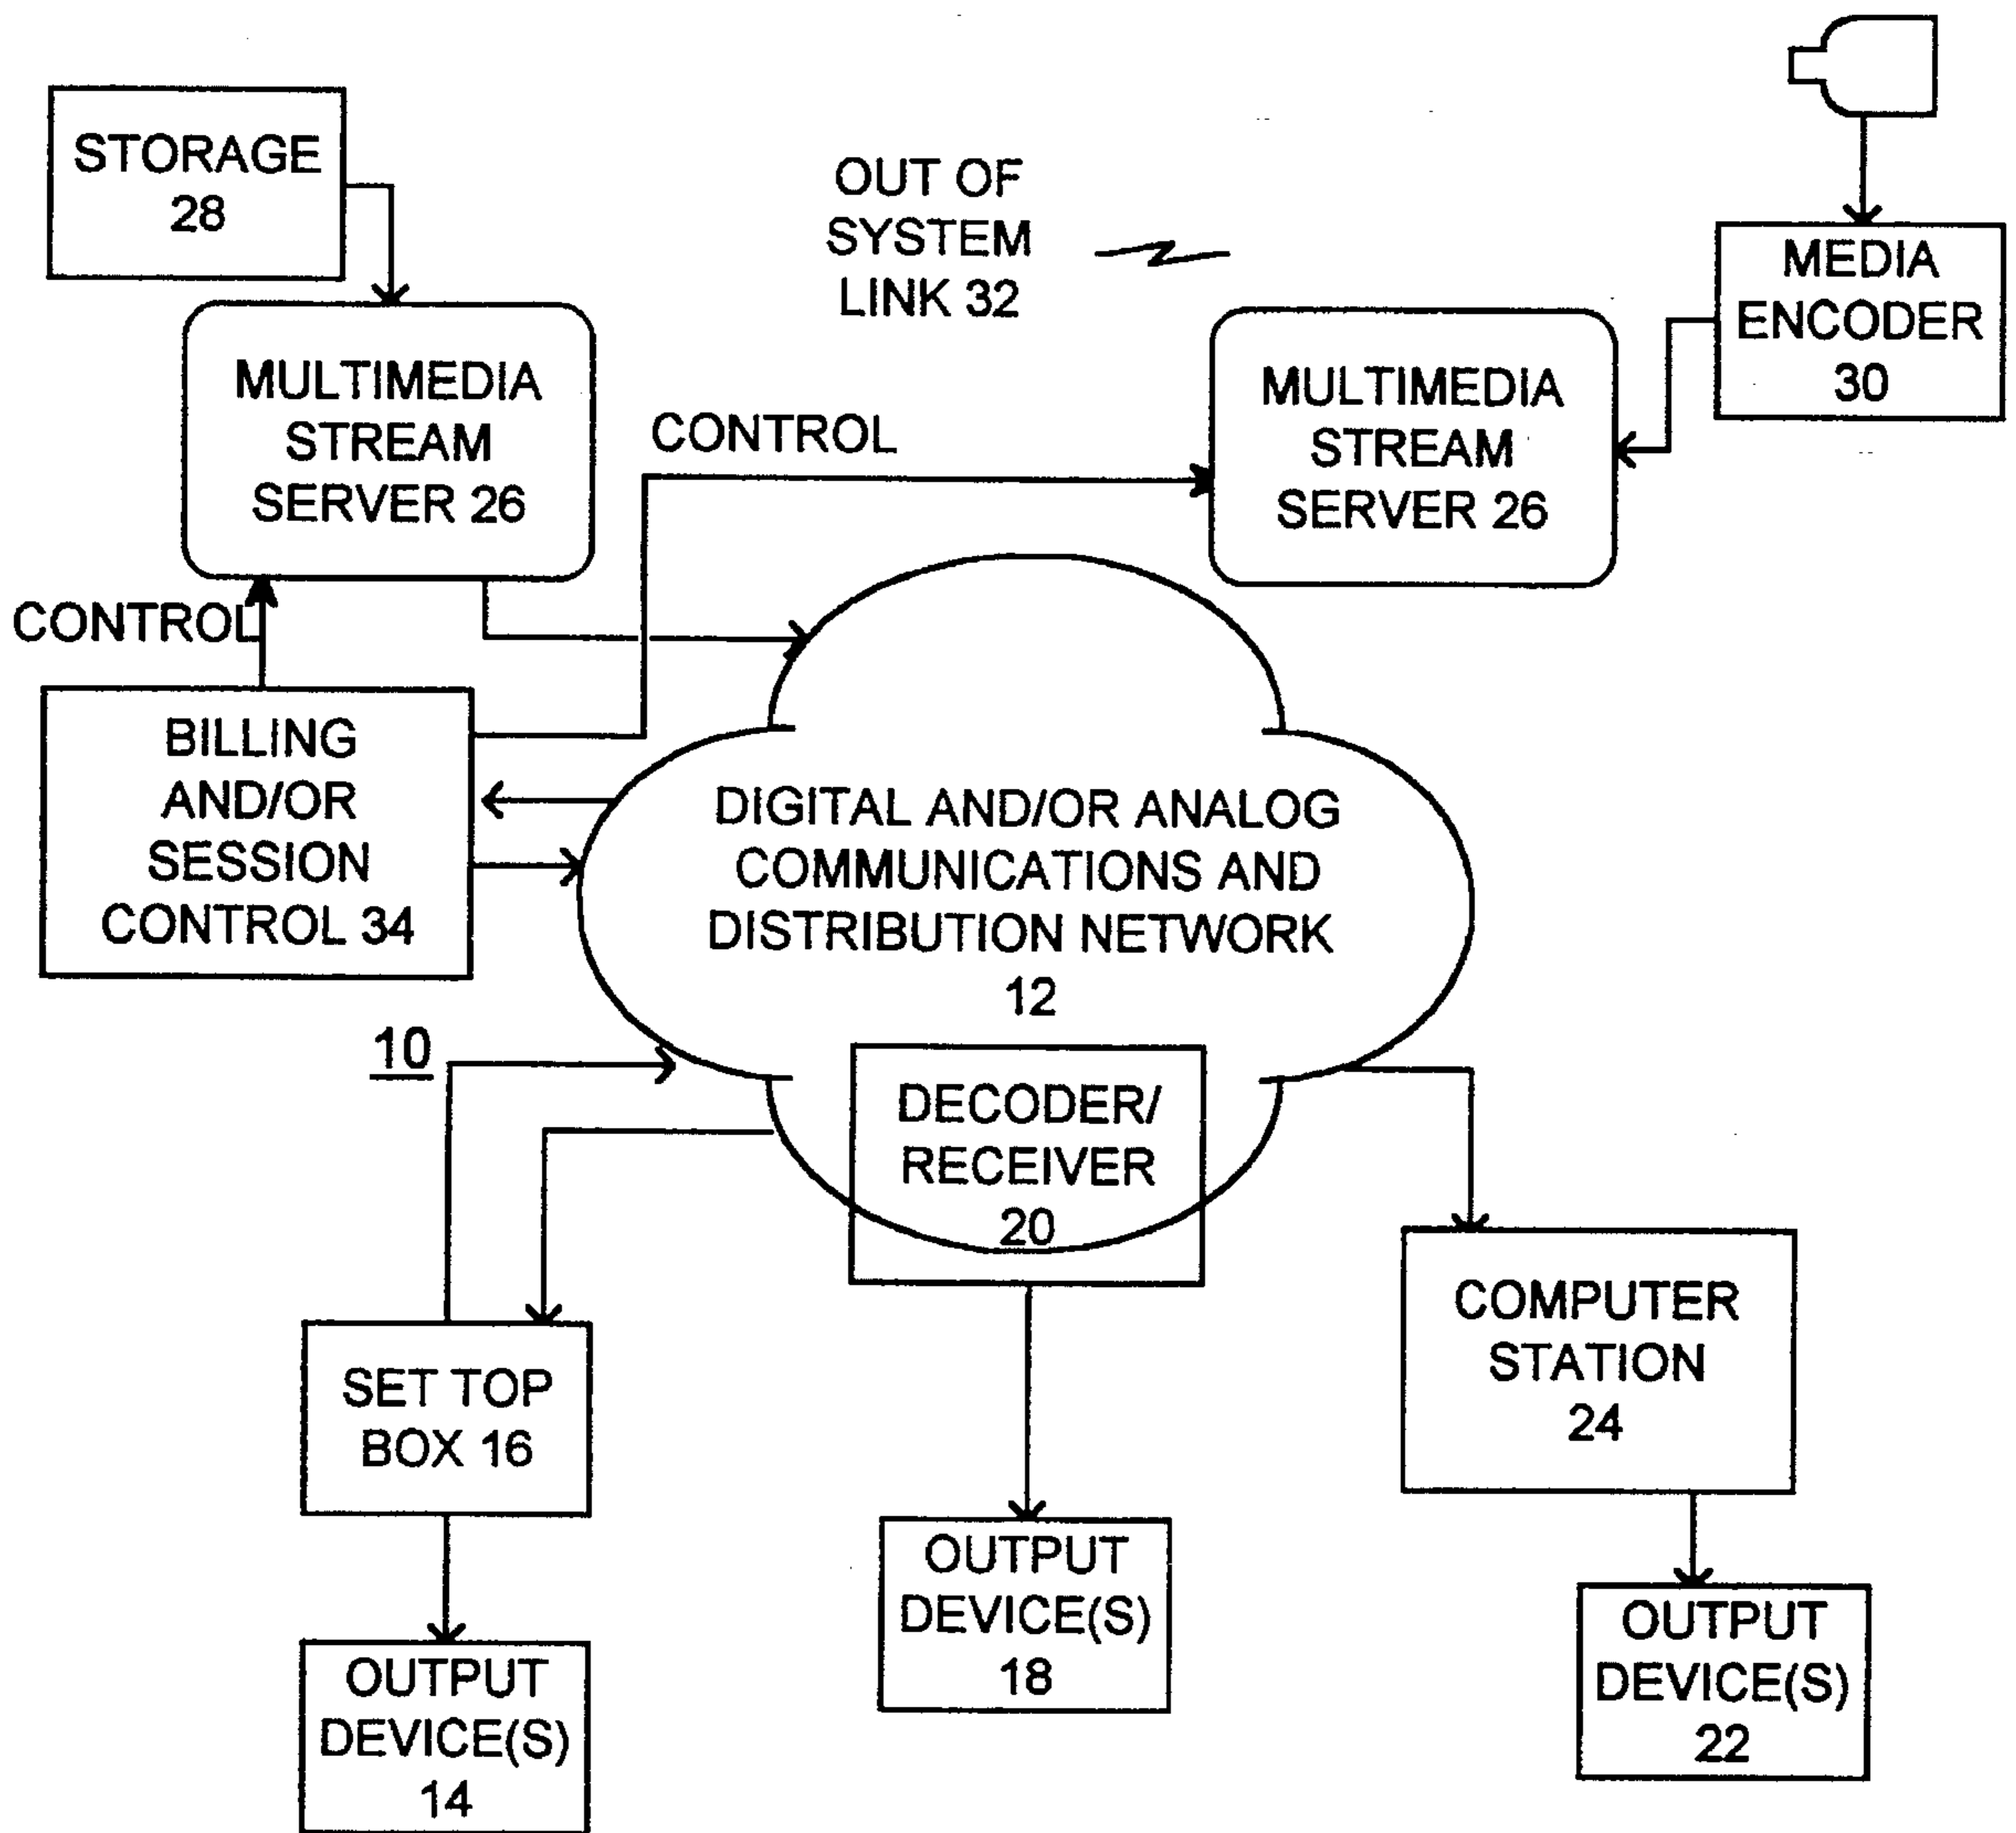 STORAGE
28
OUT OF
SYSTEM
LINK 32
MEDIA
ENCODER
30
MULTIMEDIA
STREAM
SERVER 26
CONTROL
MULTIMEDIA
STREAM
SERVER 26
CONTROL
BILLING
AND/OR
SESSION
CONTROL 34
DIGITAL AND/OR ANALOG
COMMUNICATIONS AND
DISTRIBUTION NETWORK
12
10
DECODER/
RECEIVER
20
SET TOP
BOX 16
COMPUTER
STATION
24
OUTPUT
DEVICE(S)
14
OUTPUT
DEVICE(S)
18
OUTPUT
DEVICE(S)
22